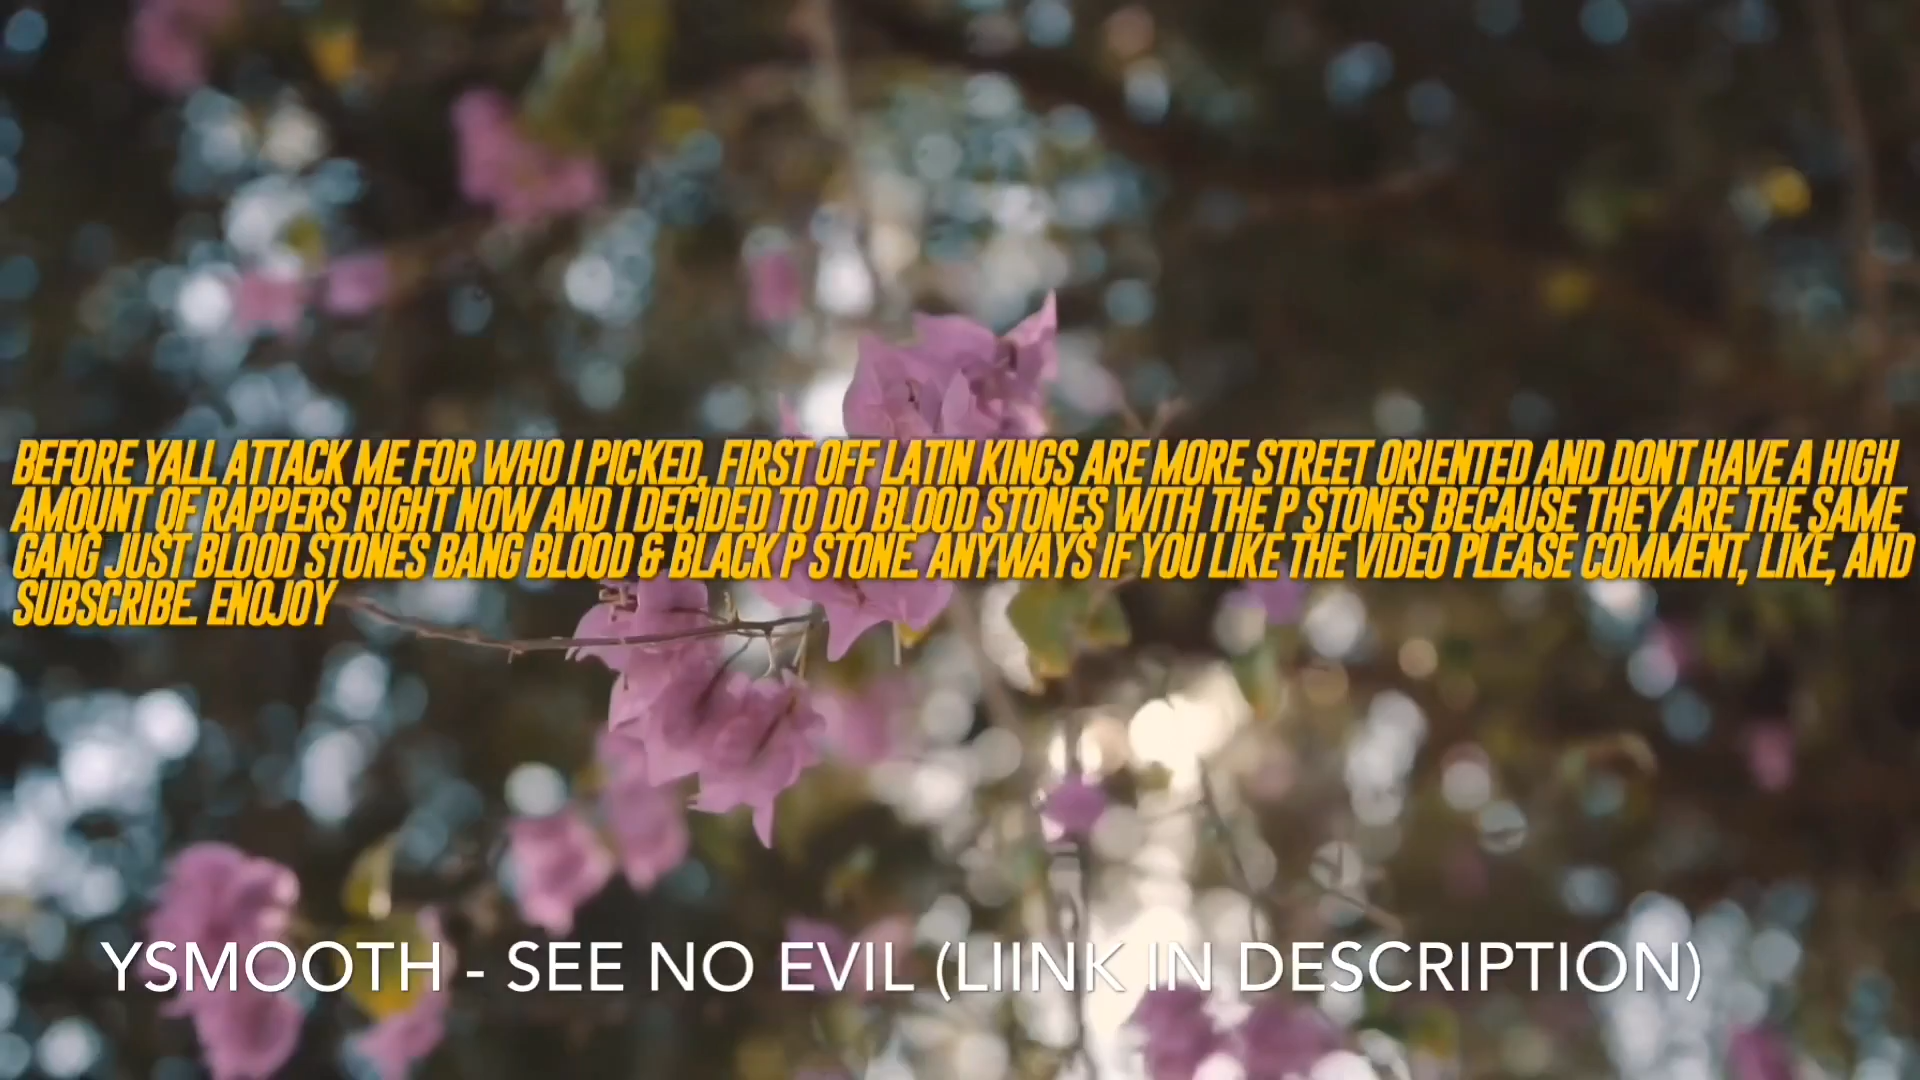 BEFORE YALL ATTACK ME FOR WHO I PICKED, FIRST OFF LATIN KINGS ARE MORE STREET ORIENTED AND DONT HAVE A HIGH
AMOUNT OF RAPPERS RIGHT NOW AND I DECIDED TO DO BLOOD STONES WITH THE P STONES BECAUSE THEY ARE THE SAME
GANG JUST BLOOD STONES BANG BLOOD & BLACK P STONE. ANYWAYS IF YOU LIKE THE VIDEO PLEASE COMMENT, LIKE, AND
SUBSCRIBE. ENOJOY
YSMOOTH - SEE NO EVIL (LIINK IN DESCRIPTION)